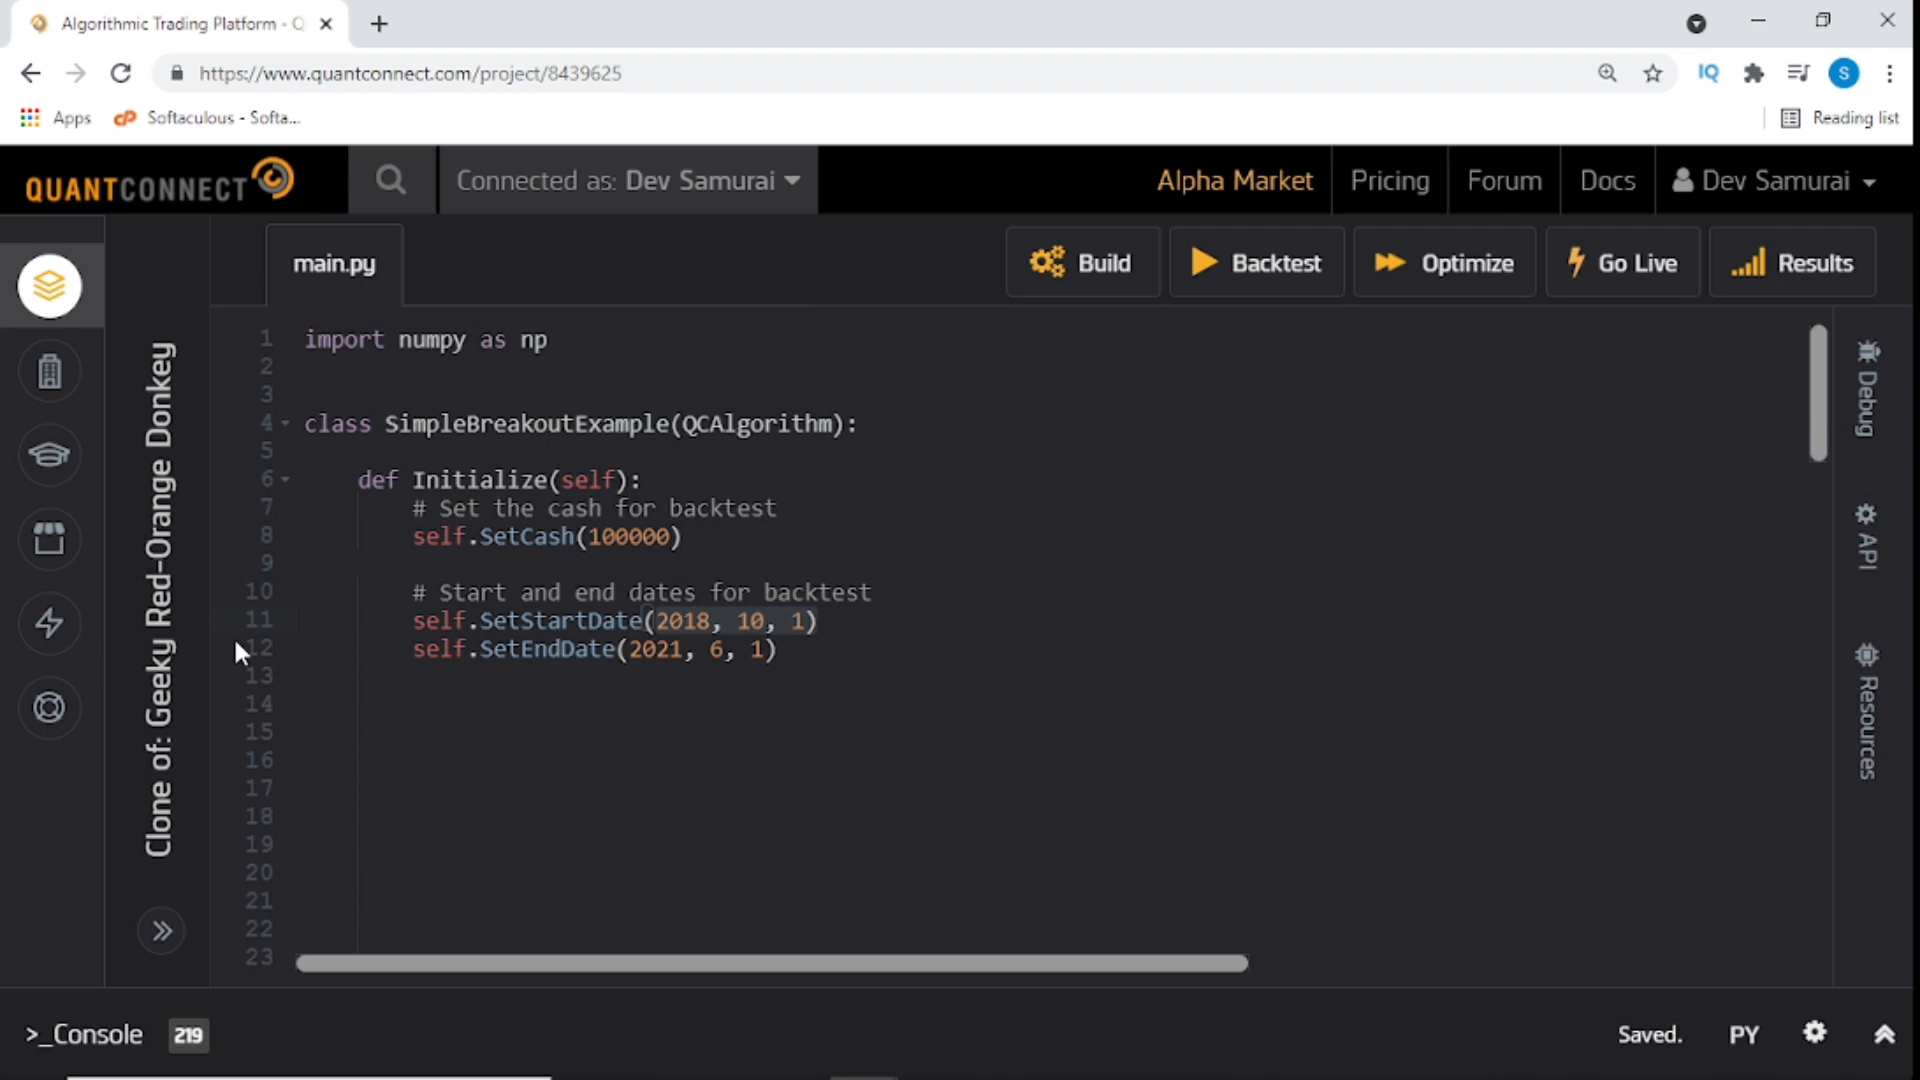 Algorithmic Trading Platform - Q
https://www.quantconnect.com/project/8439625
IQ
S
Apps
cP
Softaculous - Softa...
Reading list
QUANTCONNECT
Connected as: Dev Samurai
Alpha Market
Pricing
Forum
Docs
Dev Samurai
main.py
Build
Backtest
Optimize
Go Live
Results
Clone of: Geeky Red-Orange Donkey
1 import numpy as np
2
3
4 class SimpleBreakoutExample(QCAlgorithm):
5
6 def Initialize(self):
7 # Set the cash for backtest
8 self.SetCash(100000)
9
10 # Start and end dates for backtest
11 self.SetStartDate(2018, 10, 1)
12 self.SetEndDate(2021, 6, 1)
13
14
15
16
17
18
19
20
21
22
23
Debug
API
Resources
>_Console 219
Saved.
PY